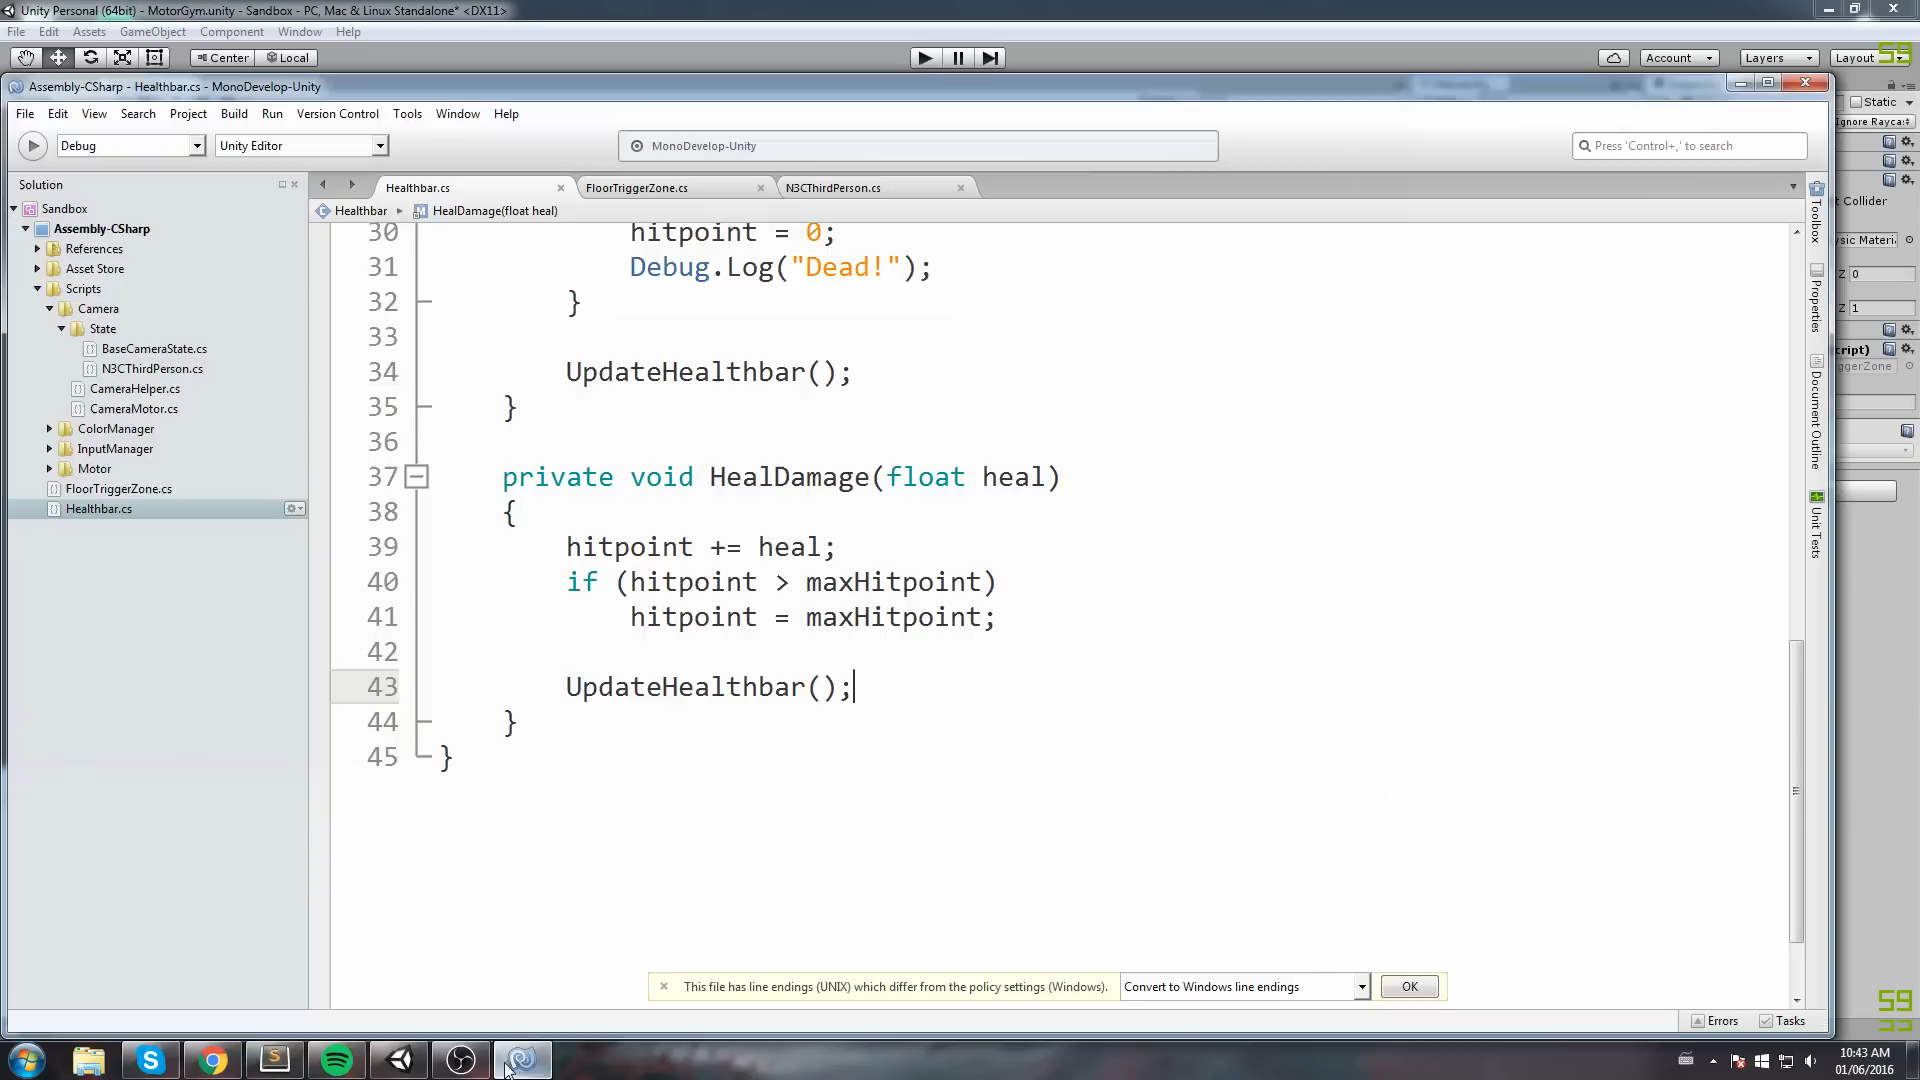 Unity Personal (64bit) - MotorGym.unity - Sandbox - PC, Mac & Linux Standalone* <DX11>
File Edit Assets GameObject Component Window Help
Center Local Account Layers Layout
59
Assembly-CSharp - Healthbar.cs - MonoDevelop-Unity
Static
File Edit View Search Project Build Run Version Control Tools Window Help
Debug Unity Editor MonoDevelop-Unity Press 'Control+,' to search
Solution
Healthbar.cs FloorTriggerZone.cs N3CThirdPerson.cs
Healthbar HealDamage(float heal)
Sandbox
Assembly-CSharp
References
Asset Store
Scripts
Camera
State
BaseCameraState.cs
N3CThirdPerson.cs
CameraHelper.cs
CameraMotor.cs
ColorManager
InputManager
Motor
FloorTriggerZone.cs
Healthbar.cs
30 hitpoint = 0;
31 Debug.Log("Dead!");
32 }
33
34 UpdateHealthbar();
35 }
36
37 private void HealDamage(float heal)
38 {
39 hitpoint += heal;
40 if (hitpoint > maxHitpoint)
41 hitpoint = maxHitpoint;
42
43 UpdateHealthbar();
44 }
45 }
Toolbox
Properties
Document Outline
Unit Tests
Collider
Z 0
Z 1
This file has line endings (UNIX) which differ from the policy settings (Windows). Convert to Windows line endings OK
Errors Tasks
59
10:43 AM
01/06/2016